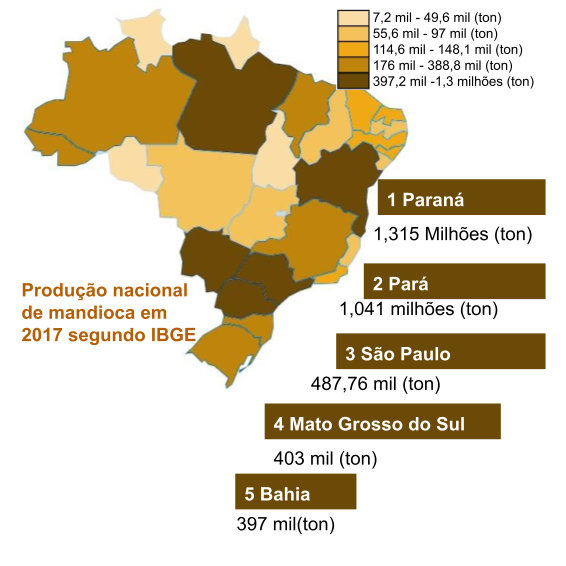 7,2 mil - 49,6 mil (ton)
55,6 mil - 97 mil (ton)
114,6 mil - 148,1 mil (ton)
176 mil - 388,8 mil (ton)
397,2 mil -1,3 milhões (ton)
1 Paraná
1,315 Milhões (ton)
Produção nacional
de mandioca em
2017 segundo IBGE
2 Pará
1,041 milhões (ton)
3 São Paulo
487,76 mil (ton)
4 Mato Grosso do Sul
403 mil (ton)
5 Bahia
397 mil(ton)